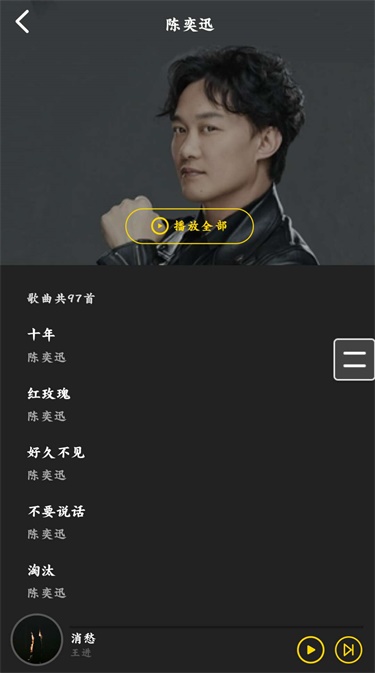 陈奕迅
播放全部
歌曲共97首
十年
陈奕迅
红玫瑰
陈奕迅
好久不见
陈奕迅
不要说话
陈奕迅
淘汰
陈奕迅
消愁
王进